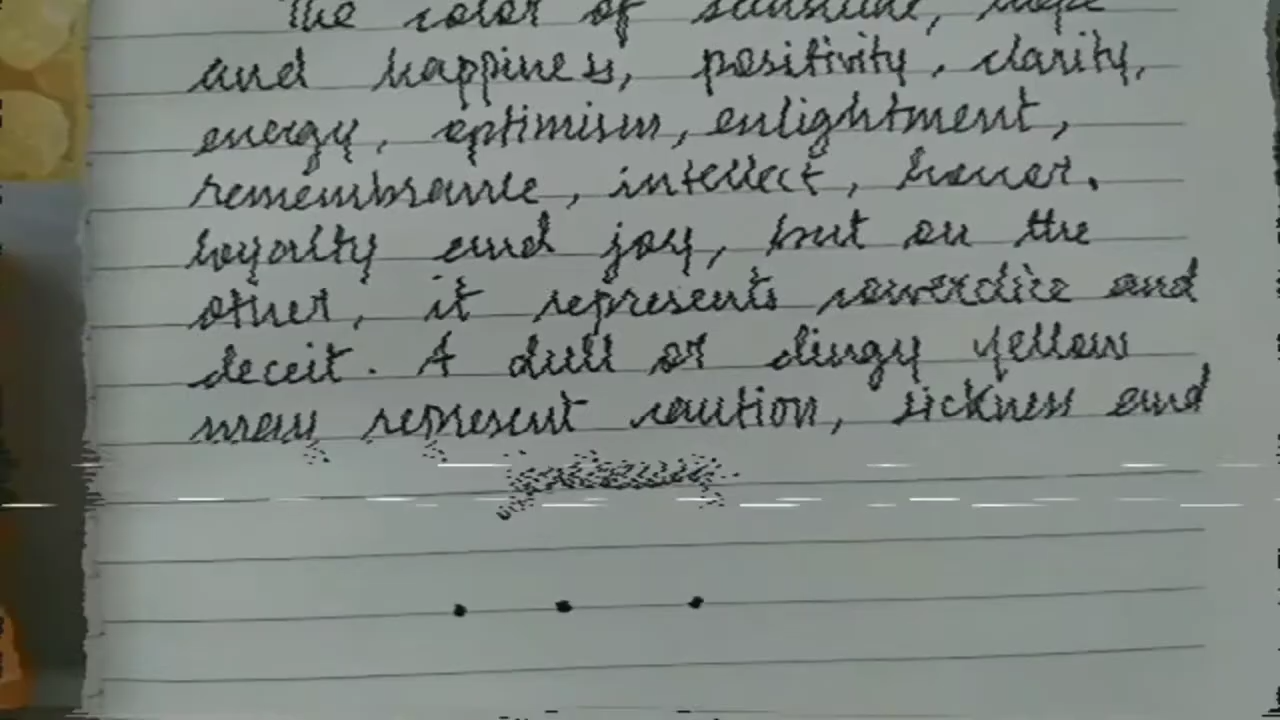 The color of sunshine, hope
and happiness, positivity, clarity,
energy, optimism, enlightment,
remembrance, intellect, honor.
loyalty and joy, but on the
other, it represents cowerdice and
deceit. A dull or dingy yellow
may represent caution, sickness and